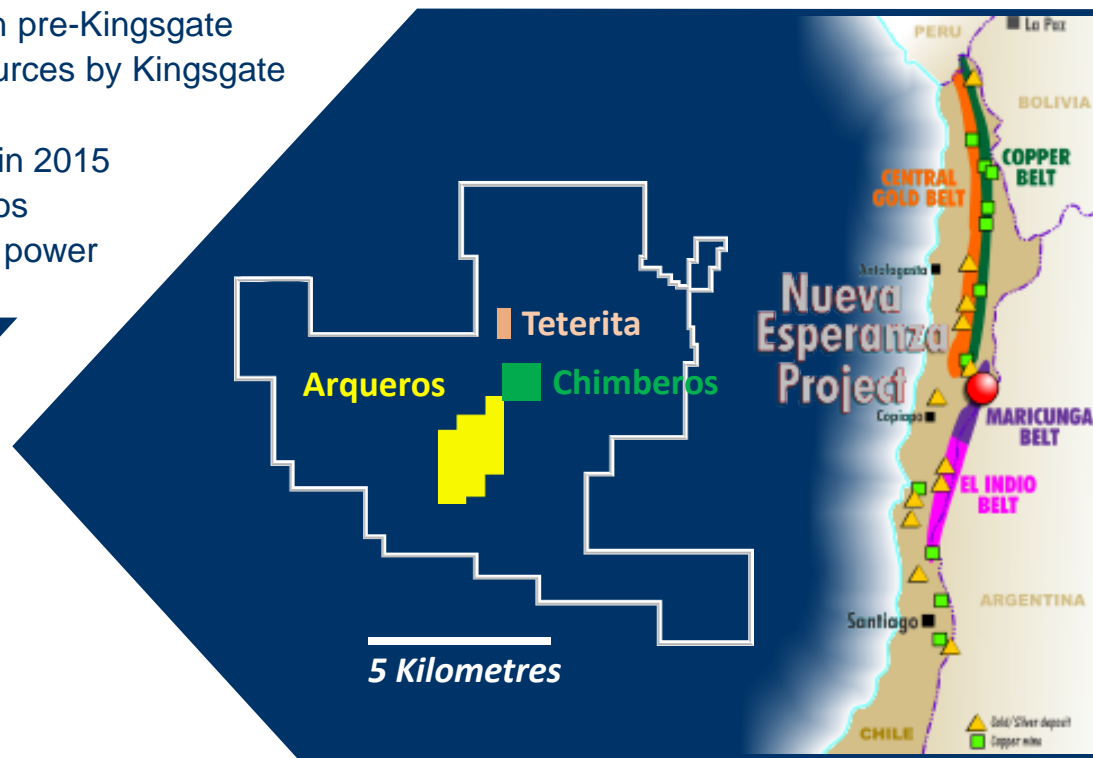 pre-Kingsgate
urces by Kingsgate
in 2015
os
power
Teterita
Arqueros
Chimberos
5 Kilometres
PERU
La Paz
BOLIVIA
COPPER
BELT
CENTRAL
GOLD BELT
Antofagasta
Nueva
Esperanza
Project
Copiapo
MARICUNGA
BELT
EL INDIO
BELT
ARGENTINA
Santiago
CHILE
Gold/Silver deposit
Copper mine